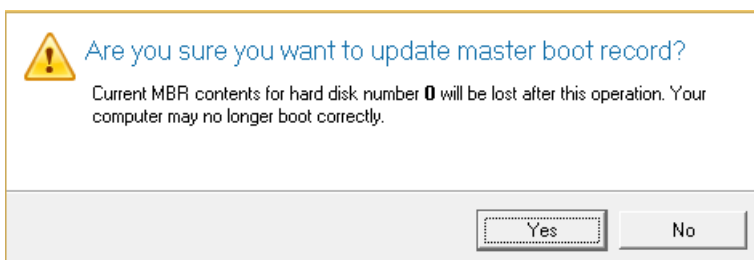 Are you sure you want to update master boot record?
Current MBR contents for hard disk number 0 will be lost after this operation. Your
computer may no longer boot correctly.
Yes No